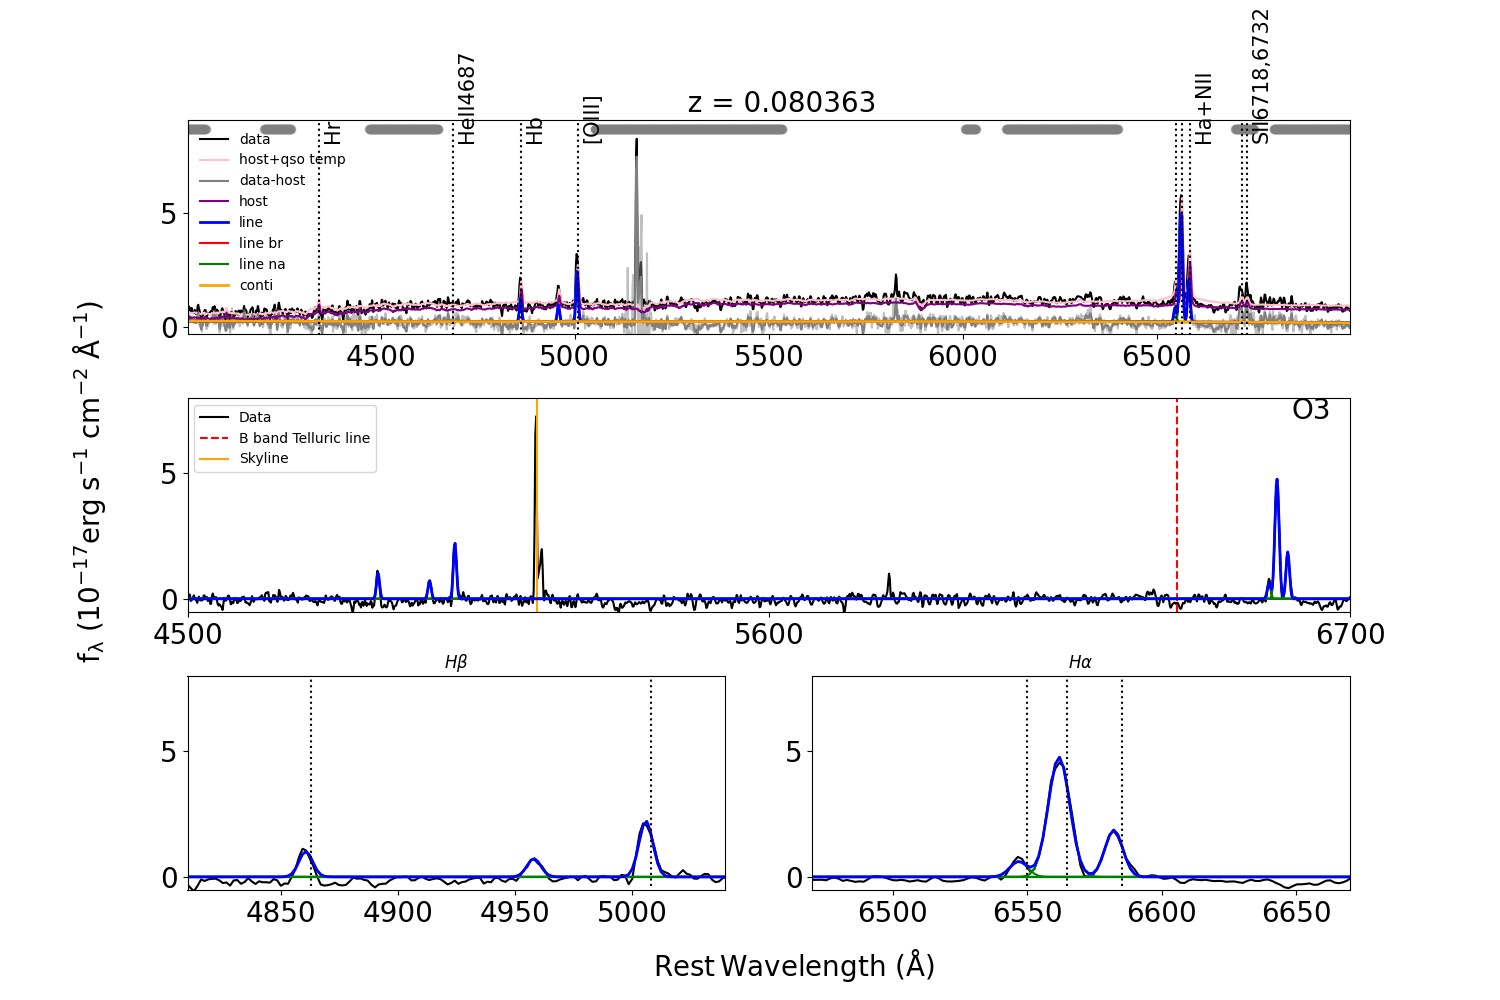 z = 0.080363
Hr
HeII4687
Hb
[OIII]
Ha+NII
SII6718,6732
data
host+qso temp
data-host
host
line
line br
line na
conti
5
0
4500
5000
5500
6000
6500
O3
Data
B band Telluric line
Skyline
5
0
4500
5600
6700
fλ (10⁻¹⁷erg s⁻¹ cm⁻² Å⁻¹)
Hβ
5
0
4850
4900
4950
5000
Hα
5
0
6500
6550
6600
6650
Rest Wavelength (Å)